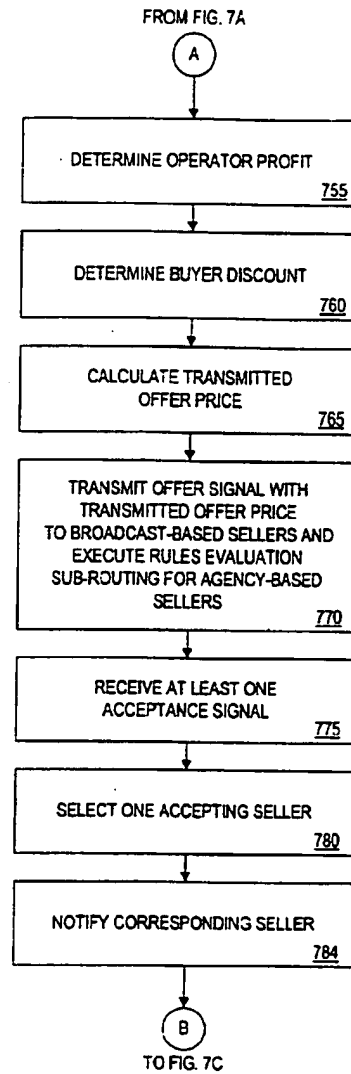 FROM FIG. 7A
A
DETERMINE OPERATOR PROFIT
755
DETERMINE BUYER DISCOUNT
760
CALCULATE TRANSMITTED
OFFER PRICE
765
TRANSMIT OFFER SIGNAL WITH
TRANSMITTED OFFER PRICE
TO BROADCAST-BASED SELLERS AND
EXECUTE RULES EVALUATION
SUB-ROUTING FOR AGENCY-BASED
SELLERS
770
RECEIVE AT LEAST ONE
ACCEPTANCE SIGNAL
775
SELECT ONE ACCEPTING SELLER
780
NOTIFY CORRESPONDING SELLER
784
B
TO FIG. 7C